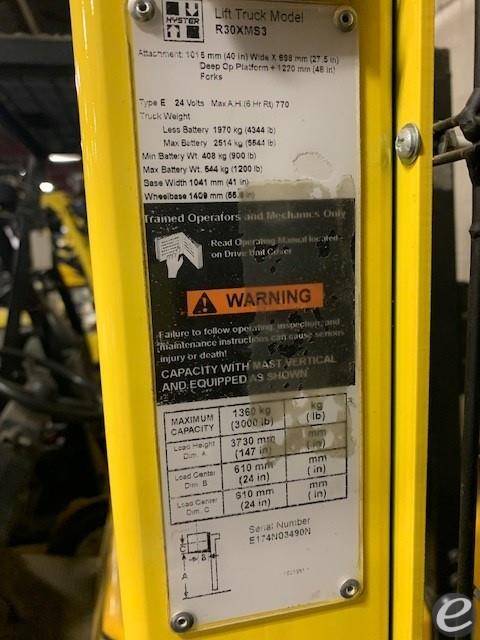 HYSTER
Lift Truck Model
R30XMS3
Attachment: 1015 mm (40 in) Wide X 698 mm (27.5 in)
Deep Op Platform + 1220 mm (48 in)
Forks
Type E 24 Volts Max A.H. (6 Hr Rt) 770
Truck Weight
Less Battery 1970 kg (4344 lb)
Max Battery 2514 kg (5544 lb)
Min Battery Wt. 408 kg (900 lb)
Max Battery Wt. 544 kg (1200 lb)
Base Width 1041 mm (41 in)
Wheelbase 1409 mm
Trained Operators and Mechanics Only
Read Operating Manual located
on Drive Unit Cover
WARNING
Failure to follow operating, inspection, and
maintenance instructions can cause serious
injury or death!
CAPACITY WITH MAST VERTICAL
AND EQUIPPED AS SHOWN
MAXIMUM CAPACITY 1360 kg (3000 lb) kg (lb)
Load Height Dim. A 3730 mm (147 in) mm (in)
Load Center Dim. B 610 mm (24 in) mm (in)
Load Center Dim. C 610 mm (24 in) mm (in)
Serial Number
E174N03490N
C
B
A
e